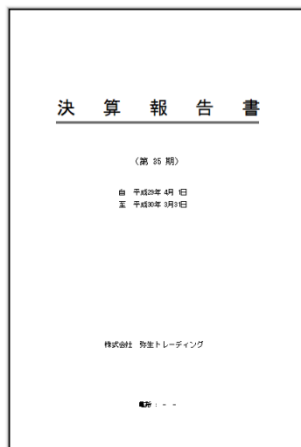 決算報告書
（第 35 期）
自 平成29年 4月 1日
至 平成30年 3月31日
株式会社 弥生トレーディング
： - -